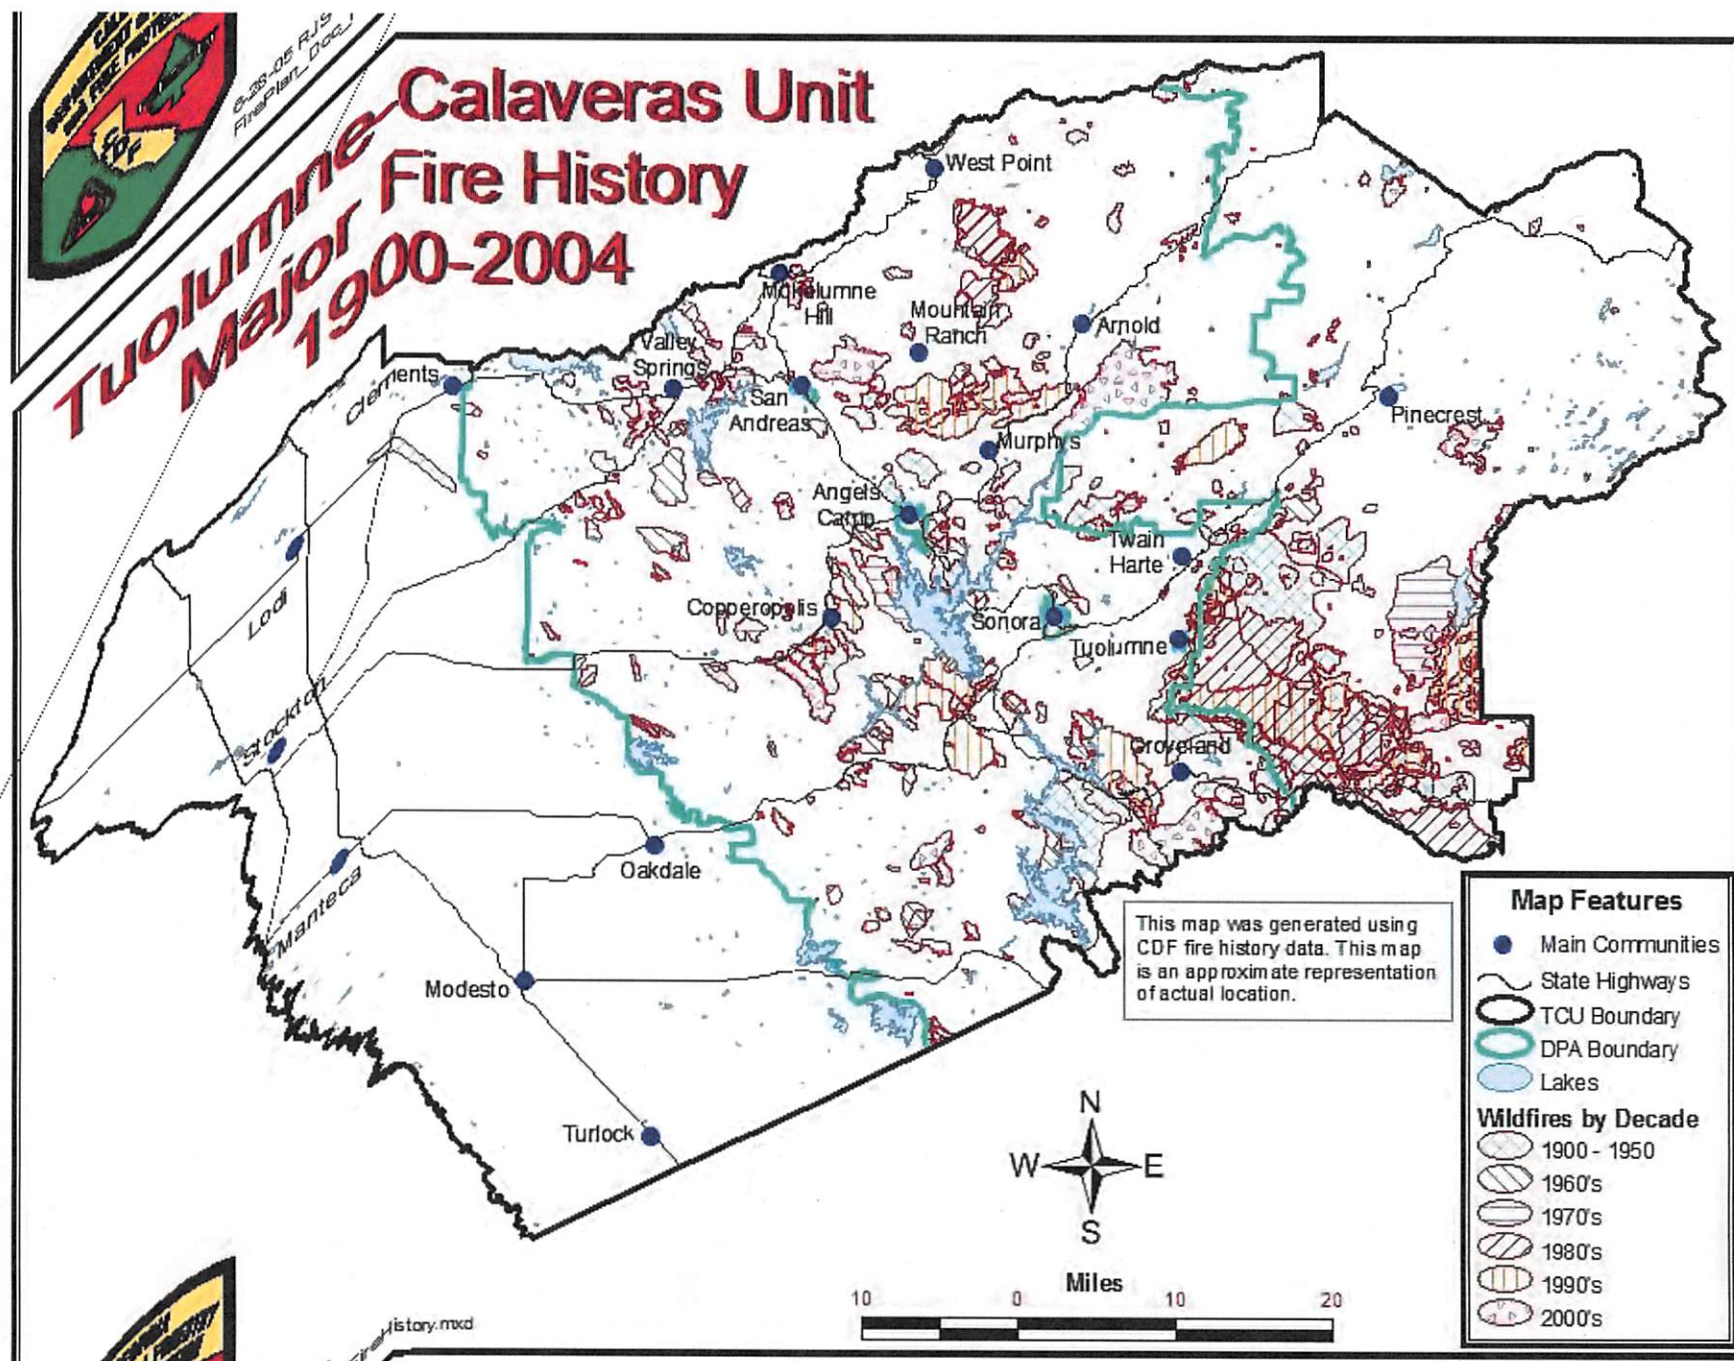 6-28-05 RJS
FirePlan_Doc_
CDF
Tuolumne-Calaveras Unit
Major Fire History
1900-2004
West Point
Mokelumne
Hill
Mountain
Ranch
Arnold
Valley
Springs
Clements
San
Andreas
Pinecrest
Murphys
Angels
Camp
Twain
Harte
Lodi
Copperopolis
Sonora
Tuolumne
Stockton
Groveland
Oakdale
Manteca
Modesto
Turlock
This map was generated using
CDF fire history data. This map
is an approximate representation
of actual location.
Map Features
Main Communities
State Highways
TCU Boundary
DPA Boundary
Lakes
Wildfires by Decade
1900 - 1950
1960's
1970's
1980's
1990's
2000's
N
W E
S
Miles
10 0 10 20
FireHistory.mxd